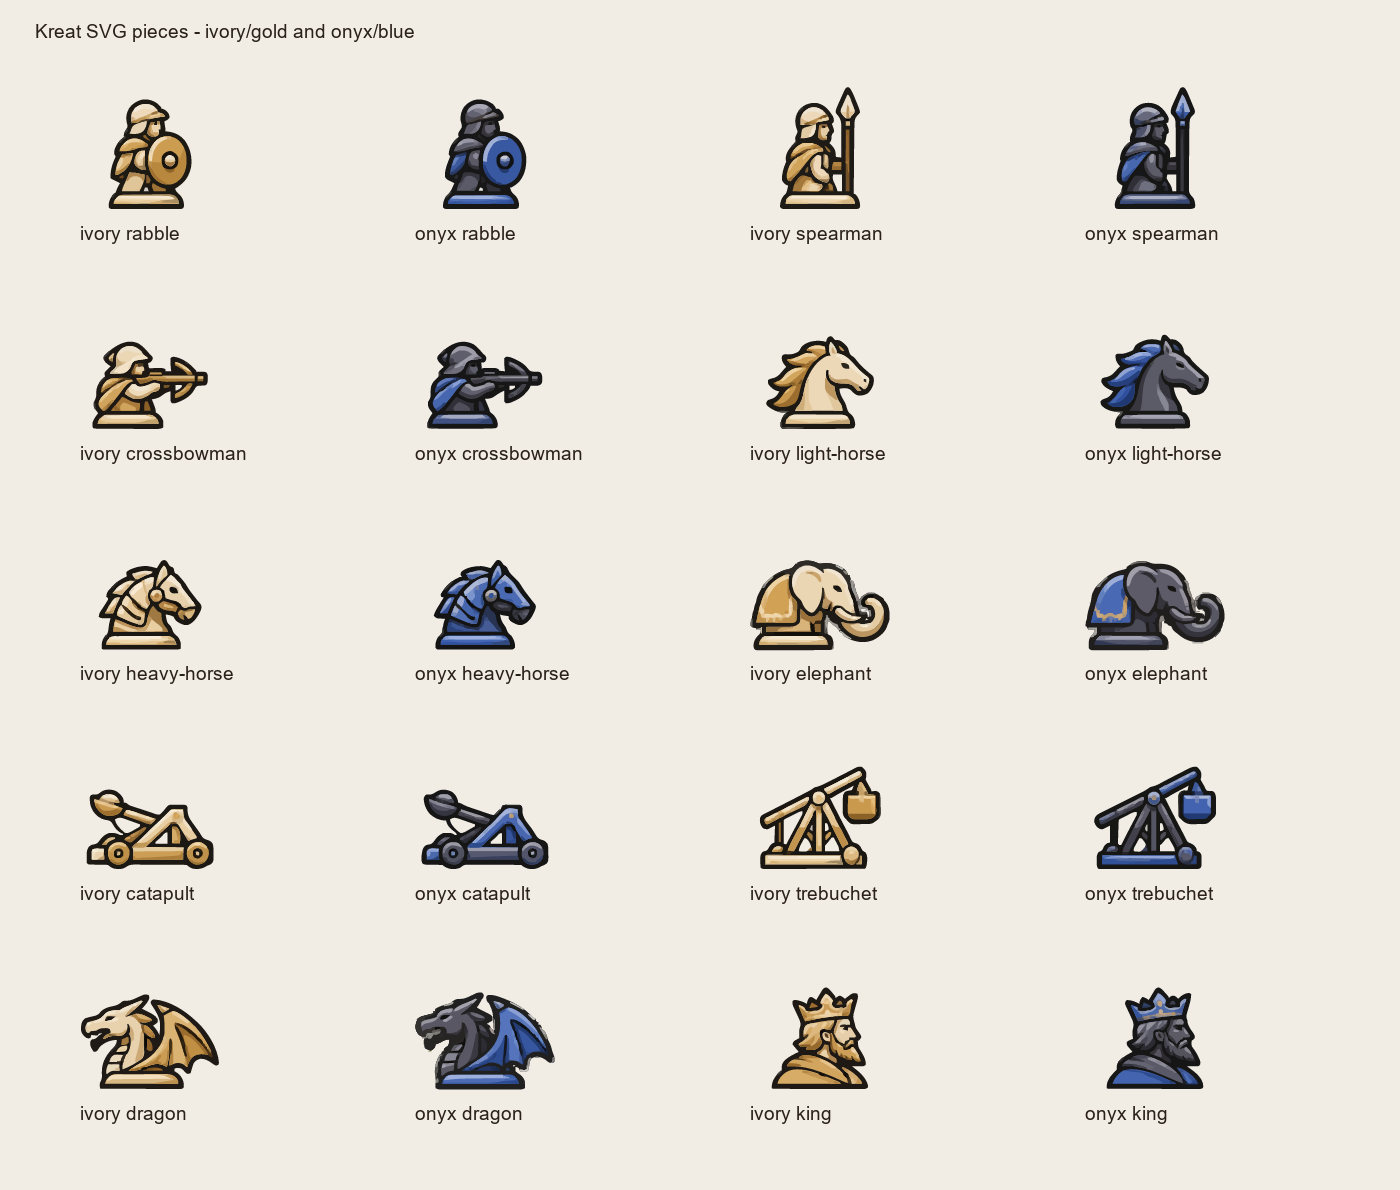 Kreat SVG pieces - ivory/gold and onyx/blue
ivory rabble
onyx rabble
ivory spearman
onyx spearman
ivory crossbowman
onyx crossbowman
ivory light-horse
onyx light-horse
ivory heavy-horse
onyx heavy-horse
ivory elephant
onyx elephant
ivory catapult
onyx catapult
ivory trebuchet
onyx trebuchet
ivory dragon
onyx dragon
ivory king
onyx king